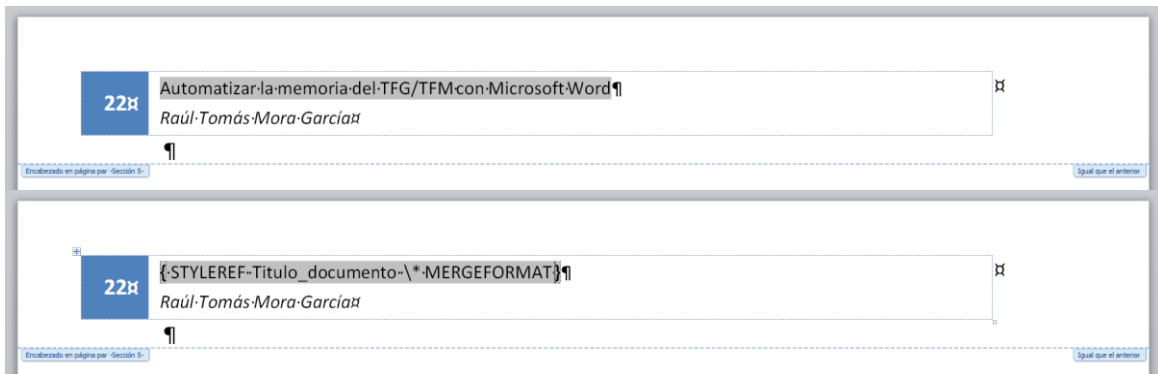 22¤
Automatizar·la·memoria·del·TFG/TFM·con·Microsoft·Word¶
¤
Raúl·Tomás·Mora·García¤
¶
Encabezado en página par -Sección 5-
Igual que el anterior
22¤
{·STYLEREF·Titulo_documento·\*·MERGEFORMAT·}¶
¤
Raúl·Tomás·Mora·García¤
¶
Encabezado en página par -Sección 5-
Igual que el anterior